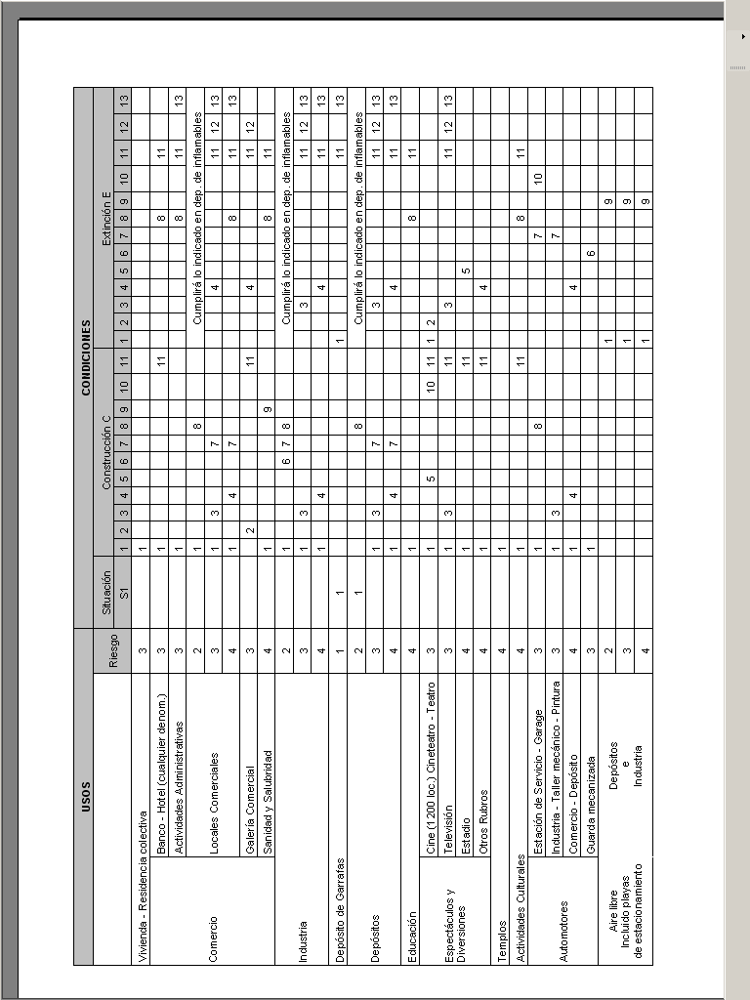 USOS CONDICIONES
Riesgo Situación Construcción C Extinción E
S1 1 2 3 4 5 6 7 8 9 10 11 1 2 3 4 5 6 7 8 9 10 11 12 13
Vivienda - Residencia colectiva 3 1
Comercio
Banco - Hotel (cualquier denom.) 3 1 11 8 11
Actividades Administrativas 3 1 8 11 13
Locales Comerciales
2 1 8 Cumplirá lo indicado en dep. de inflamables
3 1 3 7 4 11 12 13
4 1 4 7 8 11 13
Galería Comercial 3 2 11 4 11 12
Sanidad y Salubridad 4 1 9 8 11
Industria
2 1 6 7 8 Cumplirá lo indicado en dep. de inflamables
3 1 3 3 11 12 13
4 1 4 4 11 13
Depósito de Garrafas 1 1 1 11 13
Depósitos
2 1 1 8 Cumplirá lo indicado en dep. de inflamables
3 1 3 7 3 11 12 13
4 1 4 7 4 11 13
Educación 4 1 8 11
Espectáculos y
Diversiones
Cine (1200 loc.) Cineteatro - Teatro 3 1 5 10 11 1 2
Televisión 3 1 3 11 3 11 12 13
Estadio 4 1 11 5
Otros Rubros 4 1 11 4
Templos 4 1
Actividades Culturales 4 1 11 8 11
Automotores
Estación de Servicio - Garage 3 1 8 7 10
Industria - Taller mecánico - Pintura 3 1 3 7
Comercio - Depósito 4 1 4 4
Guarda mecanizada 3 1 6
Aire libre
Incluido playas
de estacionamiento
Depósitos 2 1 9
e 3 1 9
Industria 4 1 9